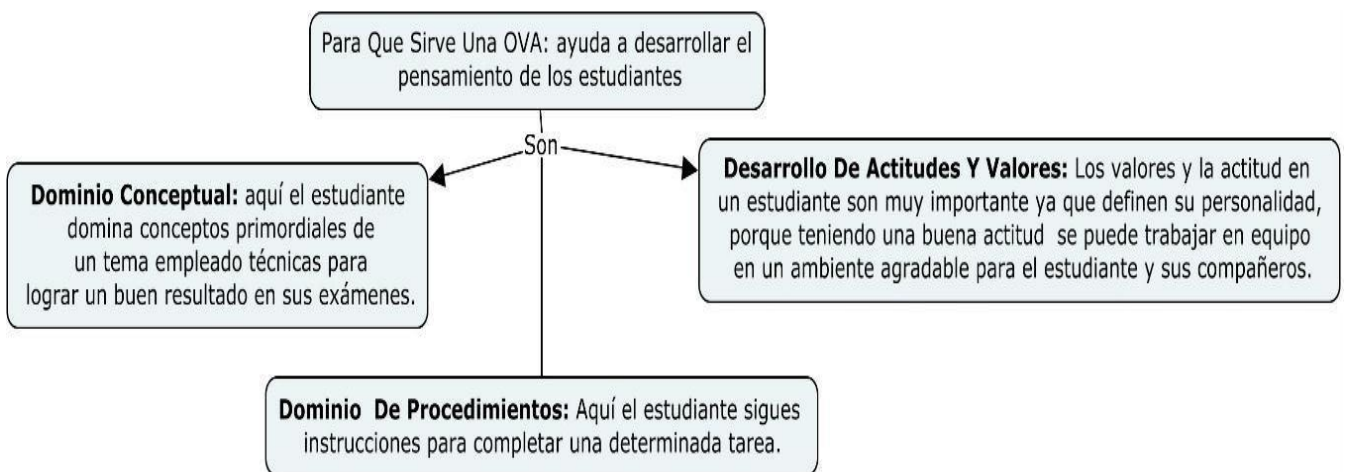 Para Que Sirve Una OVA: ayuda a desarrollar el
pensamiento de los estudiantes
Son
Dominio Conceptual: aquí el estudiante
domina conceptos primordiales de
un tema empleado técnicas para
lograr un buen resultado en sus exámenes.
Desarrollo De Actitudes Y Valores: Los valores y la actitud en
un estudiante son muy importante ya que definen su personalidad,
porque teniendo una buena actitud se puede trabajar en equipo
en un ambiente agradable para el estudiante y sus compañeros.
Dominio De Procedimientos: Aquí el estudiante sigues
instrucciones para completar una determinada tarea.